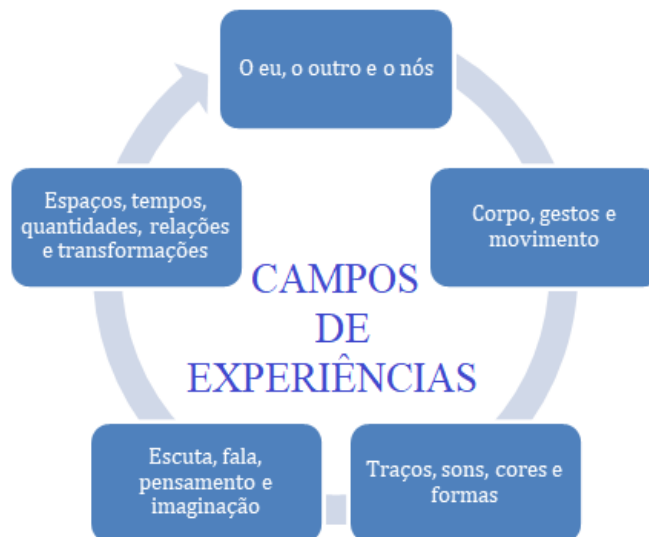 O eu, o outro e o nós
Corpo, gestos e
movimento
Traços, sons, cores e
formas
Escuta, fala,
pensamento e
imaginação
Espaços, tempos,
quantidades, relações
e transformações
CAMPOS
DE
EXPERIÊNCIAS